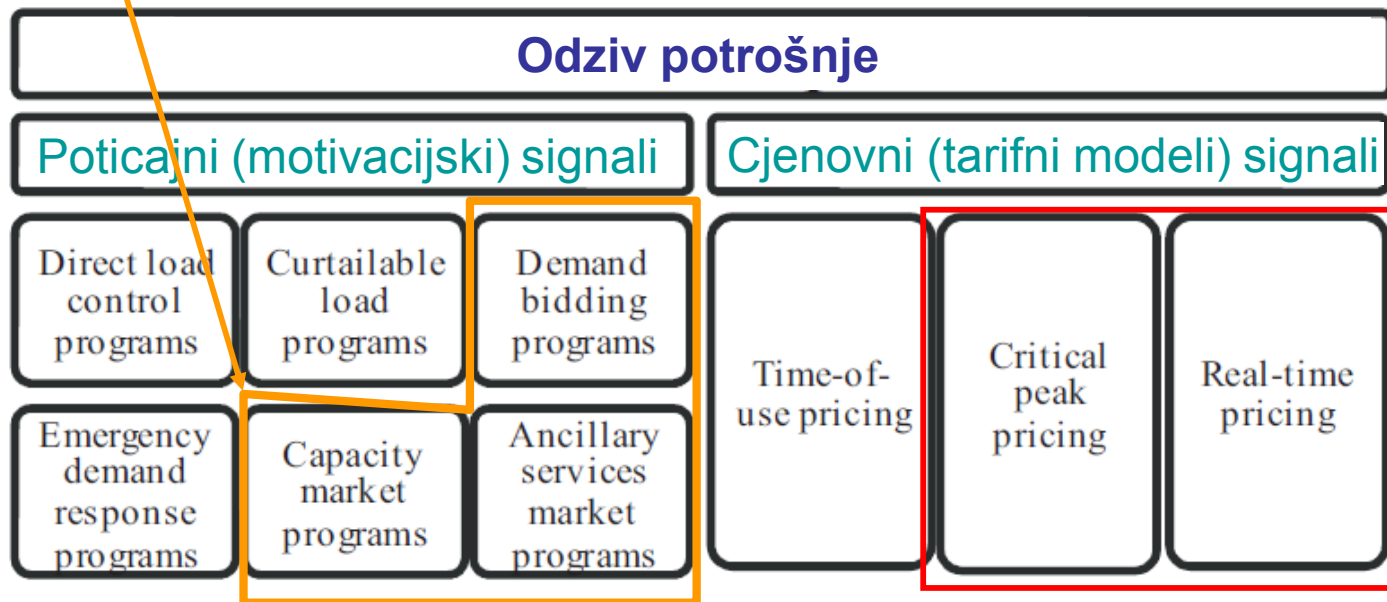 Odziv potrošnje
Poticajni (motivacijski) signali
Cjenovni (tarifni modeli) signali
Direct load
control
programs
Curtailable
load
programs
Demand
bidding
programs
Emergency
demand
response
programs
Capacity
market
programs
Ancillary
services
market
programs
Time-of-
use pricing
Critical
peak
pricing
Real-time
pricing